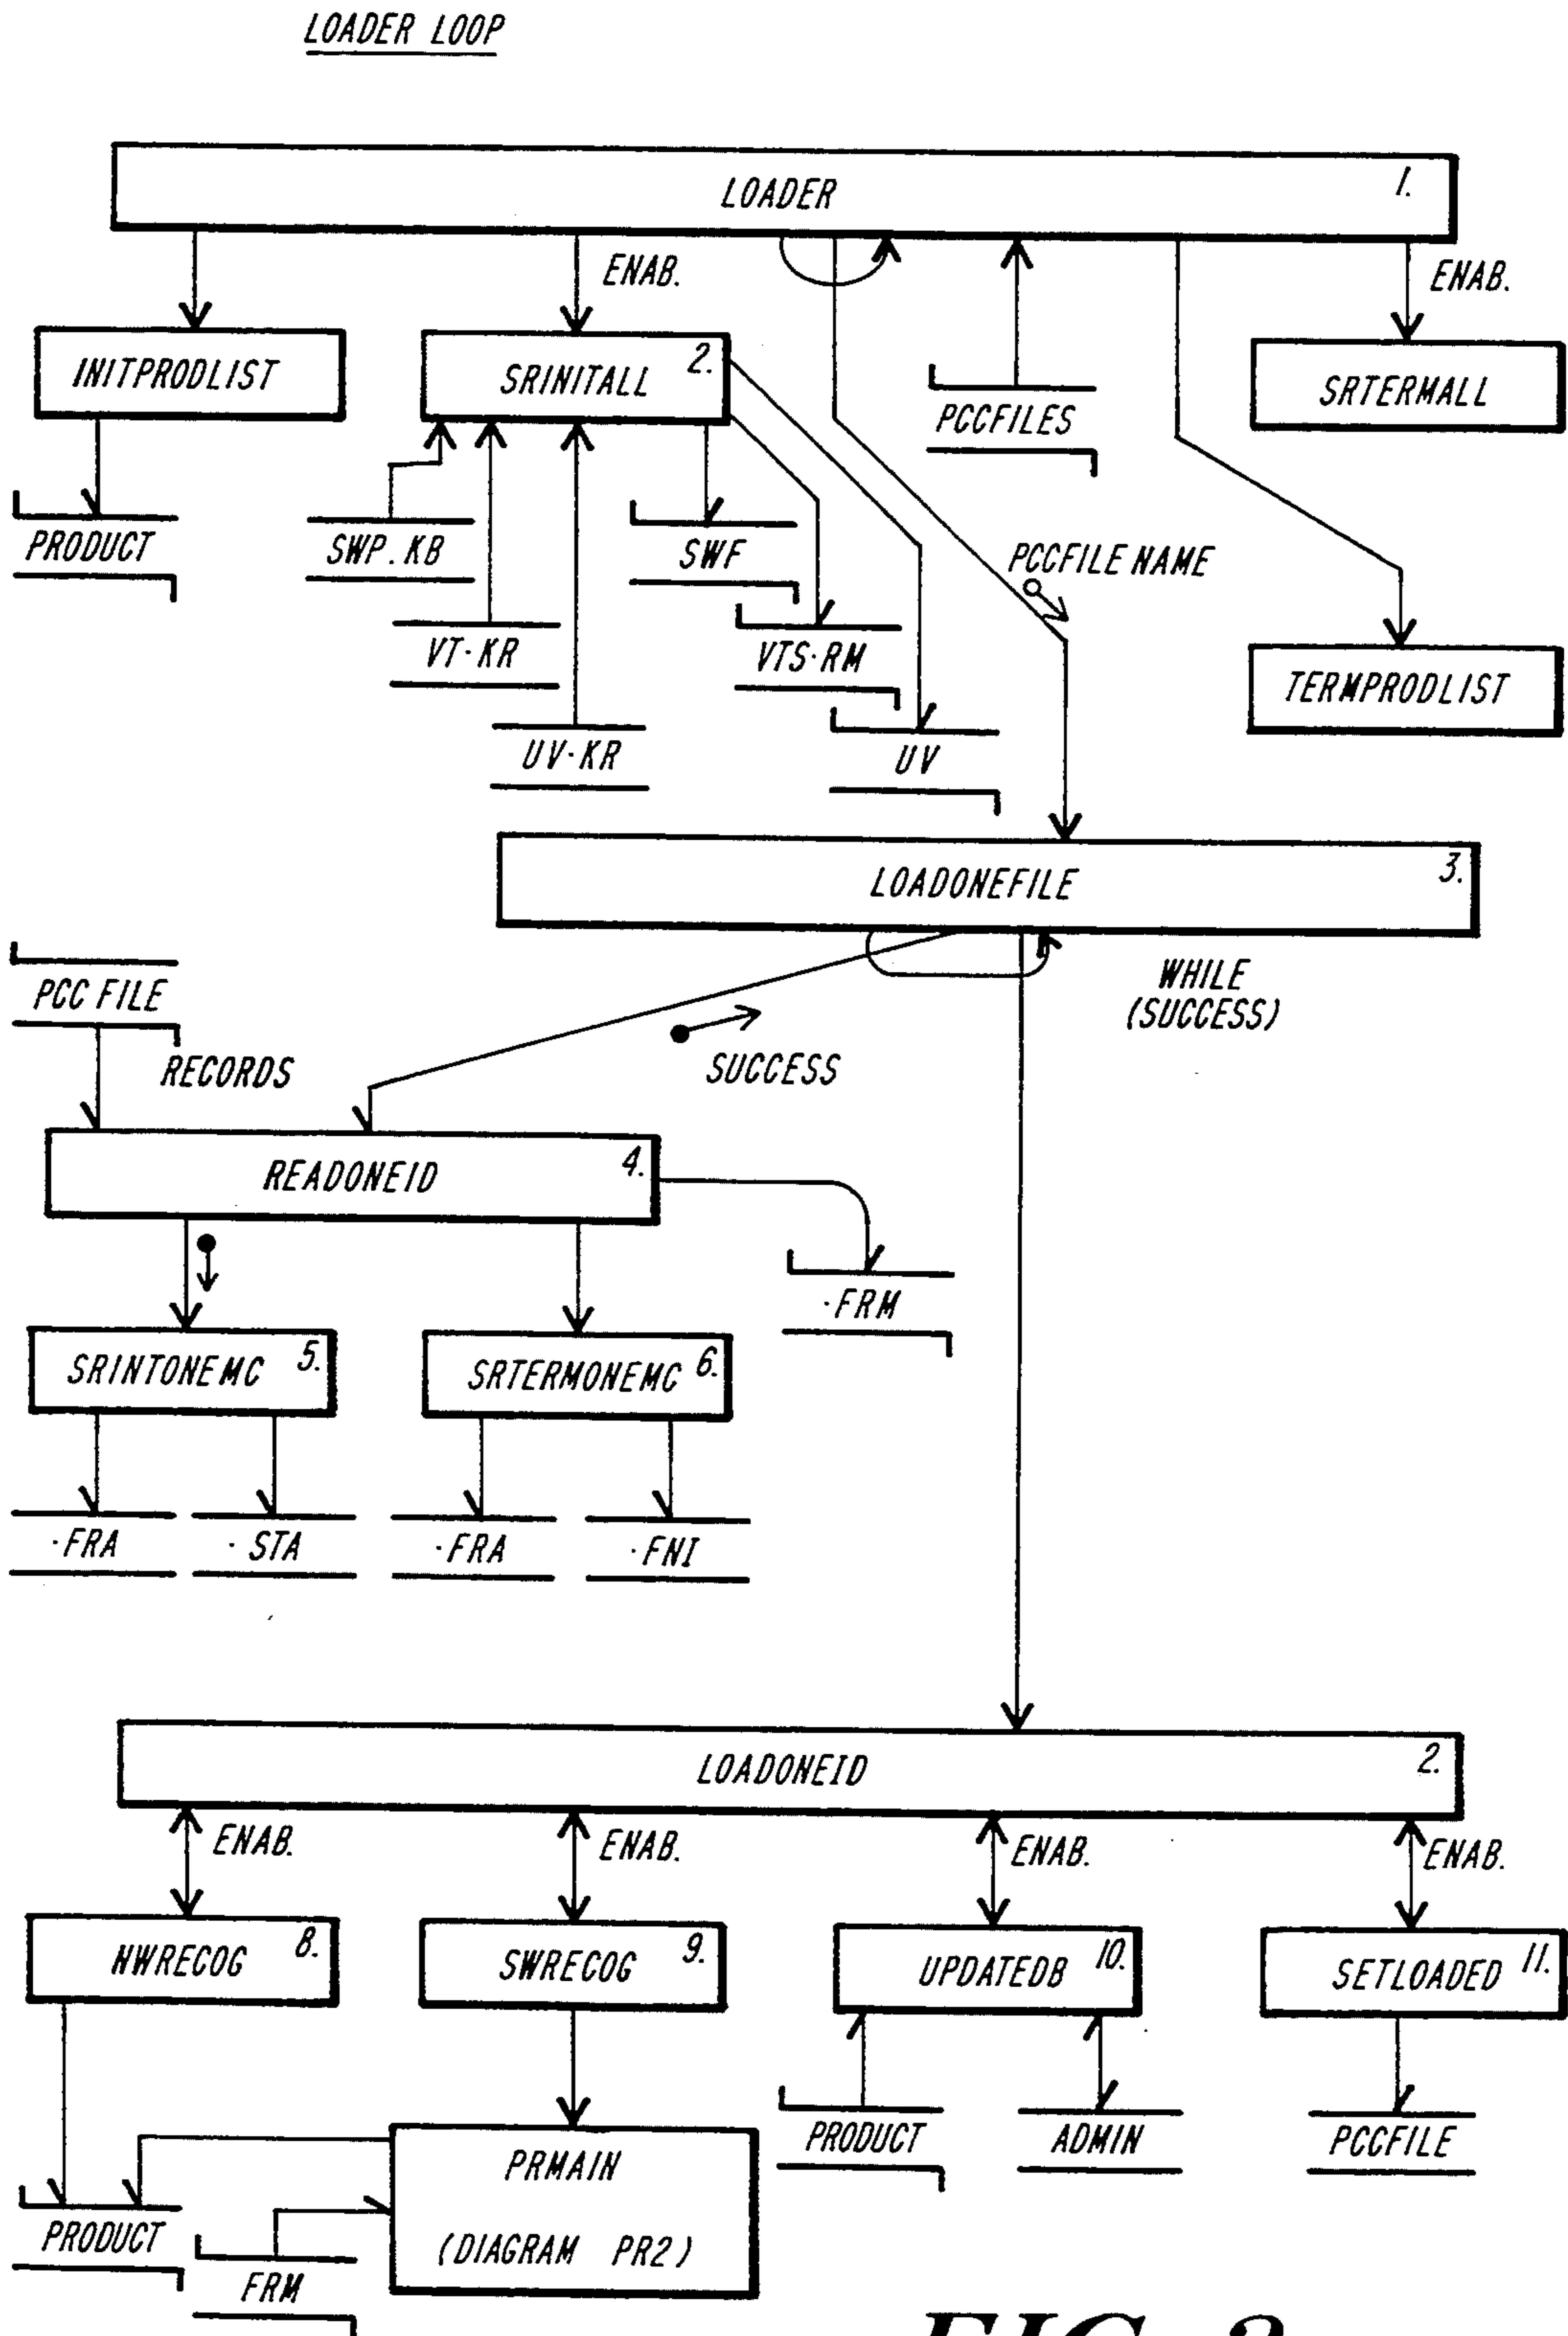 LOADER LOOP
LOADER
1.
ENAB.
ENAB.
INITPRODLIST
SRINITALL
2.
PCCFILES
SRTERMALL
PRODUCT
SWP.KB
SWF
PCCFILE NAME
VT·KR
VTS·RM
TERMPRODLIST
UV·KR
UV
LOADONEFILE
3.
PCC FILE
WHILE
(SUCCESS)
RECORDS
SUCCESS
READONEID
4.
·FRM
SRINTONEMC
5.
SRTERMONEMC
6.
·FRA
·STA
·FRA
·FNI
LOADONEID
2.
ENAB.
ENAB.
ENAB.
ENAB.
HWRECOG
8.
SWRECOG
9.
UPDATEDB
10.
SETLOADED
11.
PRODUCT
ADMIN
PCCFILE
PRMAIN
(DIAGRAM PR2)
PRODUCT
FRM